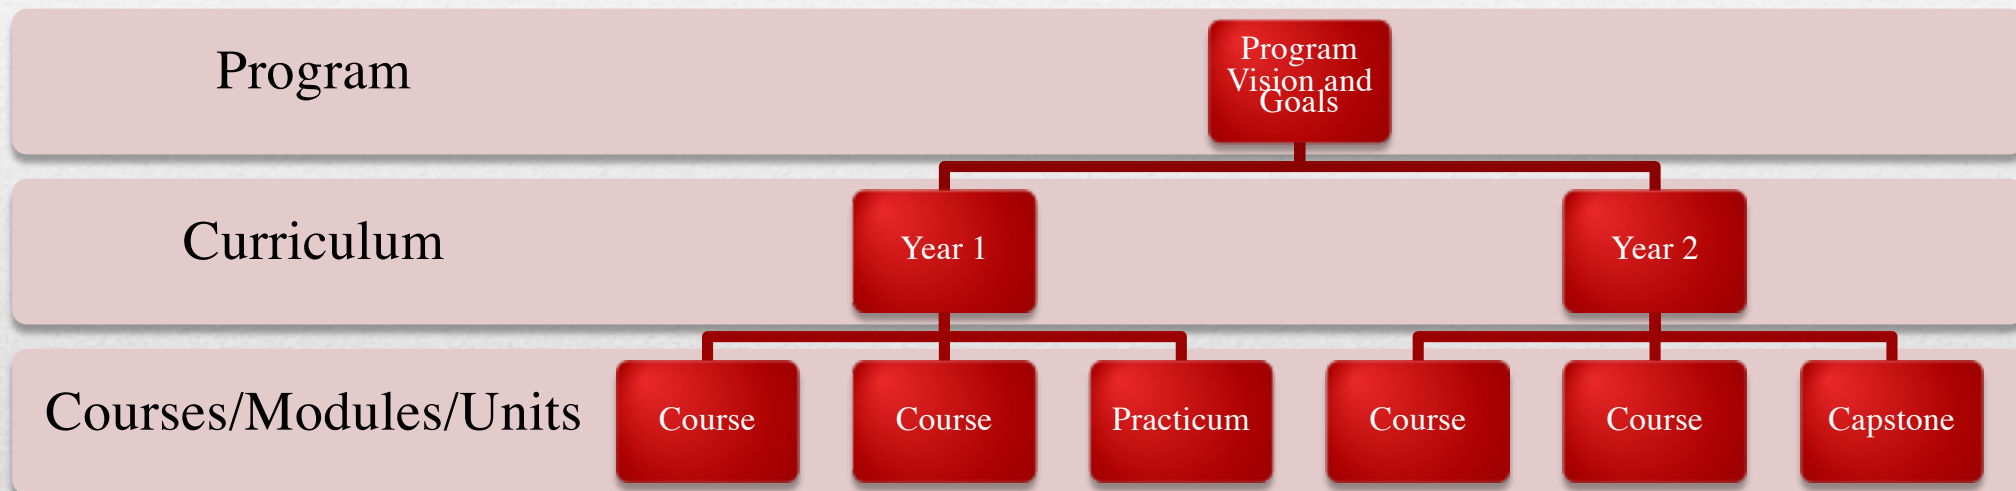 Program
Program
Vision and
Goals
Curriculum
Year 1
Year 2
Courses/Modules/Units
Course
Course
Practicum
Course
Course
Capstone